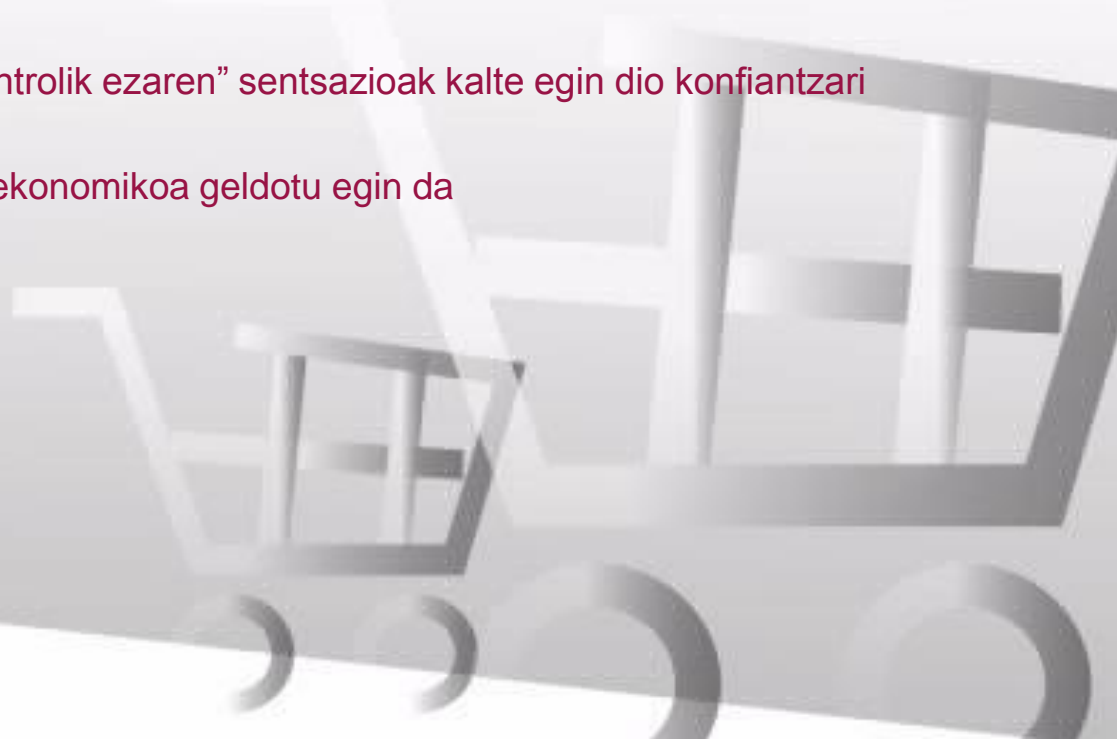 ntrolik ezaren” sentsazioak kalte egin dio konfiantzari
ekonomikoa geldotu egin da